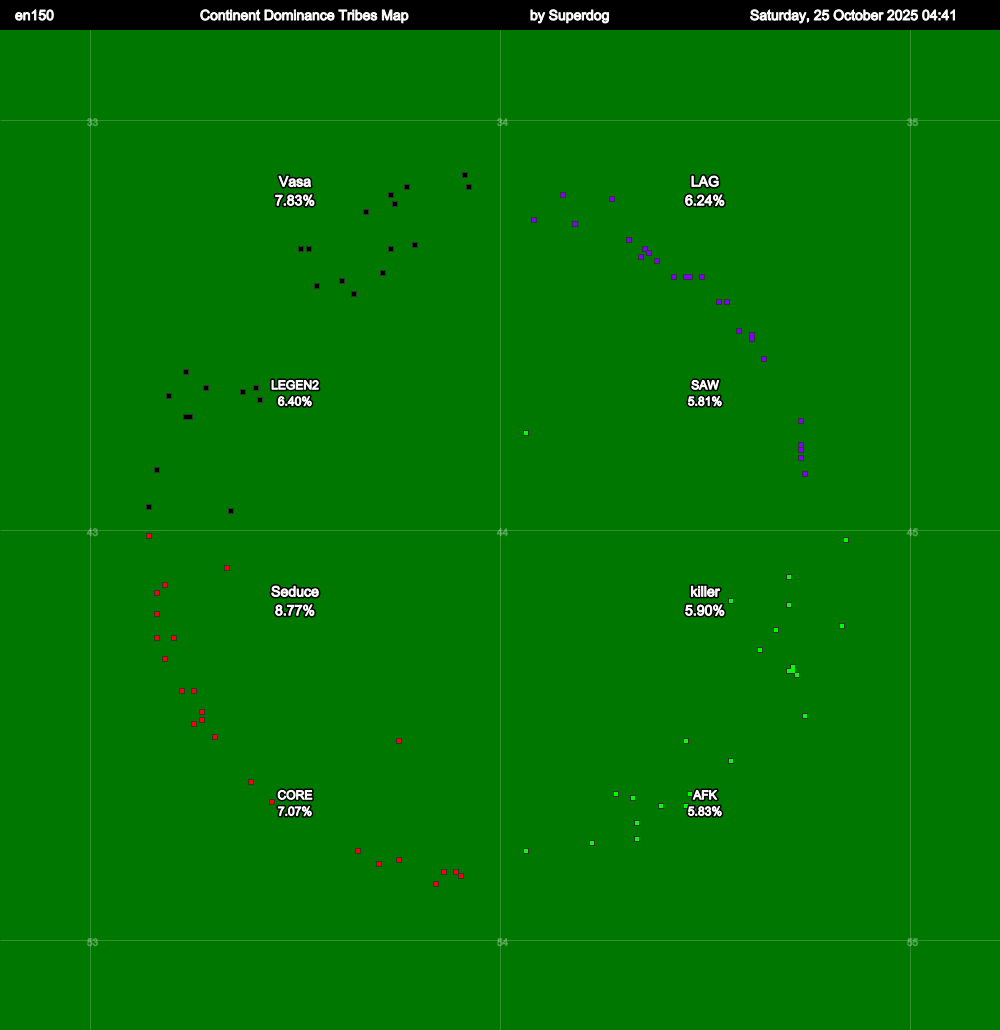 en150 Continent Dominance Tribes Map by Superdog Saturday, 25 October 2025 04:41
33 34 35
Vasa LAG
7.83% 6.24%
LEGEN2 SAW
6.40% 5.81%
43 44 45
Seduce killer
8.77% 5.90%
CORE AFK
7.07% 5.83%
53 54 55